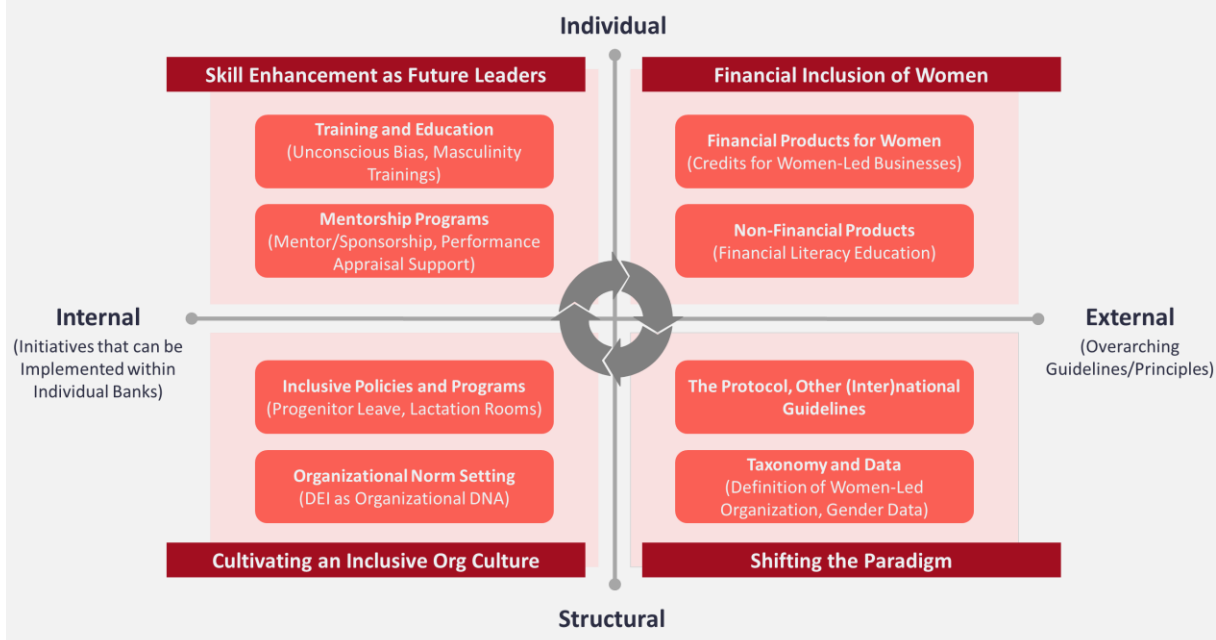 Individual
Skill Enhancement as Future Leaders
Training and Education
(Unconscious Bias, Masculinity
Trainings)
Mentorship Programs
(Mentor/Sponsorship, Performance
Appraisal Support)
Financial Inclusion of Women
Financial Products for Women
(Credits for Women-Led Businesses)
Non-Financial Products
(Financial Literacy Education)
Internal
(Initiatives that can be
Implemented within
Individual Banks)
External
(Overarching
Guidelines/Principles)
Inclusive Policies and Programs
(Progenitor Leave, Lactation Rooms)
Organizational Norm Setting
(DEI as Organizational DNA)
Cultivating an Inclusive Org Culture
The Protocol, Other (Inter)national
Guidelines
Taxonomy and Data
(Definition of Women-Led
Organization, Gender Data)
Shifting the Paradigm
Structural